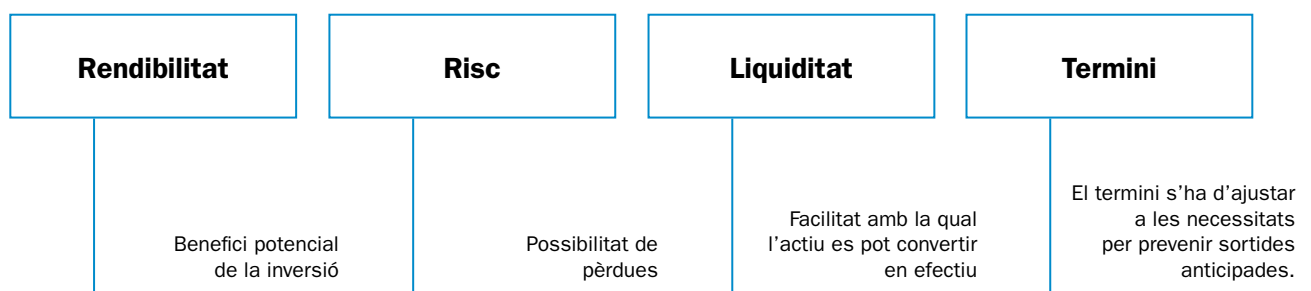 Rendibilitat
Benefici potencial
de la inversió
Risc
Possibilitat de
pèrdues
Liquiditat
Facilitat amb la qual
l’actiu es pot convertir
en efectiu
Termini
El termini s’ha d’ajustar
a les necessitats
per prevenir sortides
anticipades.